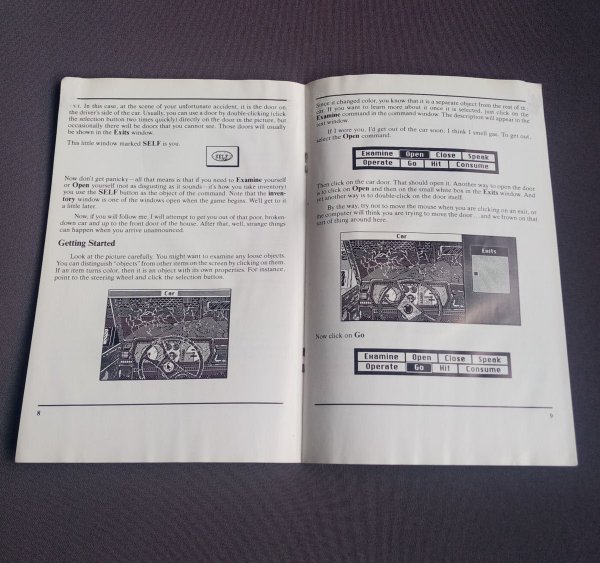 ver. In this case, at the scene of your unfortunate accident, it is the door on
the driver's side of the car. Usually, you can use a door by double-clicking (click
the selection button two times quickly) directly on the door in the picture, but
occasionally there will be doors that you cannot see. Those doors will usually
be shown in the Exits window.
This little window marked SELF is you.
SELF
Now don't get panicky—all that means is that if you need to Examine yourself
or Open yourself (not as disgusting as it sounds—it's how you take inventory)
you use the SELF button as the object of the command. Note that the inven-
tory window is one of the windows open when the game begins. We'll get to it
a little later.
Now, if you will follow me, I will attempt to get you out of that poor, broken-
down car and up to the front door of the house. After that, well, strange things
can happen when you arrive unannounced.
Getting Started
Look at the picture carefully. You might want to examine any loose objects.
You can distinguish "objects" from other items on the screen by clicking on them.
If an item turns color, then it is an object with its own properties. For instance,
point to the steering wheel and click the selection button.
Car
8
Since it changed color, you know that it is a separate object from the rest of th
car. If you want to learn more about it once it is selected, just click on the
Examine command in the command window. The description will appear in the
text window.
If I were you, I'd get out of the car soon; I think I smell gas. To get out,
select the Open command.
Examine Open Close Speak
Operate Go Hit Consume
Then click on the car door. That should open it. Another way to open the door
is to click on Open and then on the small white box in the Exits window. And
yet another way is to double-click on the door itself.
By the way, try not to move the mouse when you are clicking on an exit, or
the computer will think you are trying to move the door . . . and we frown on that
sort of thing around here.
Car
Exits
Now click on Go
Examine Open Close Speak
Operate Go Hit Consume
9